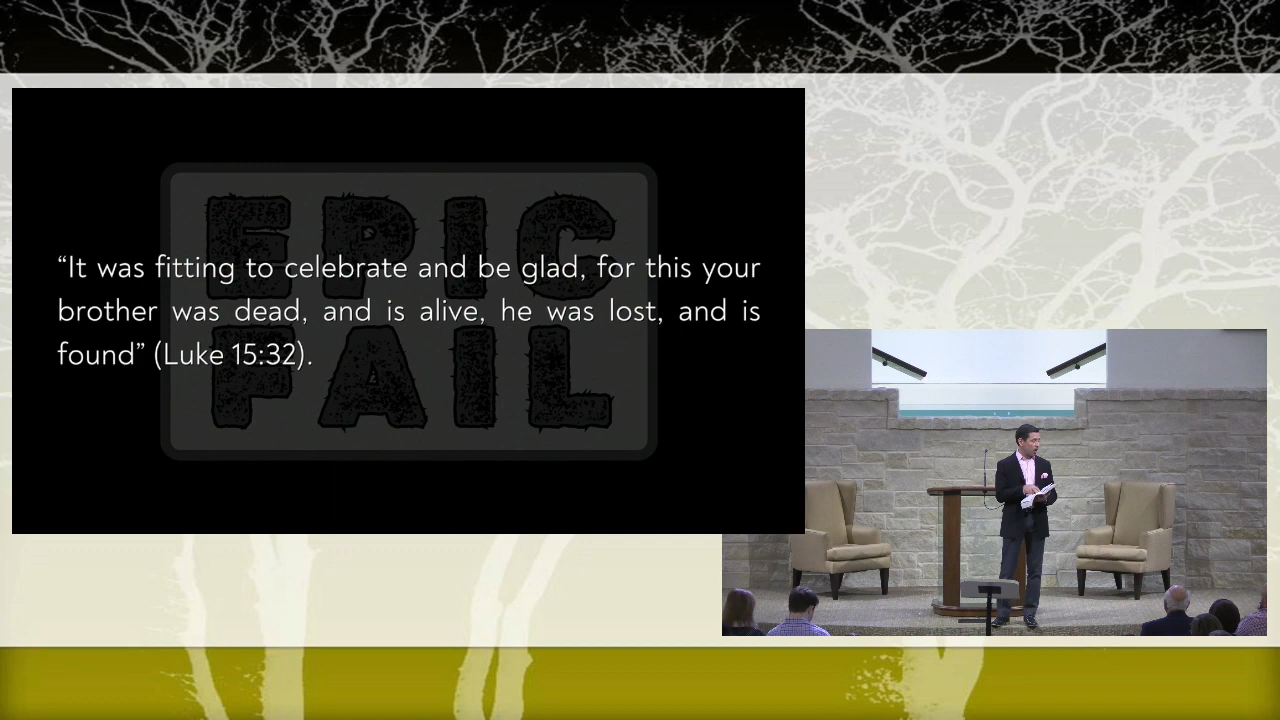 EPIC
FAIL
“It was fitting to celebrate and be glad, for this your
brother was dead, and is alive, he was lost, and is
found” (Luke 15:32).